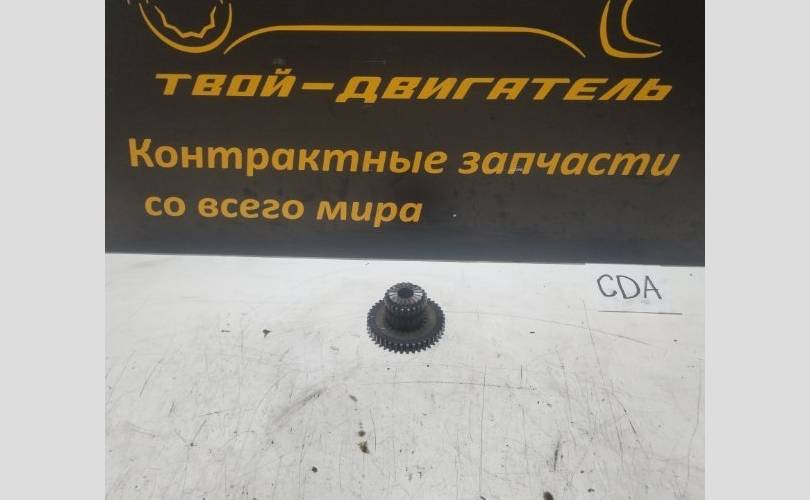 ТВОЙ-ДВИГАТЕЛЬ
Контрактные запчасти
со всего мира
CDA